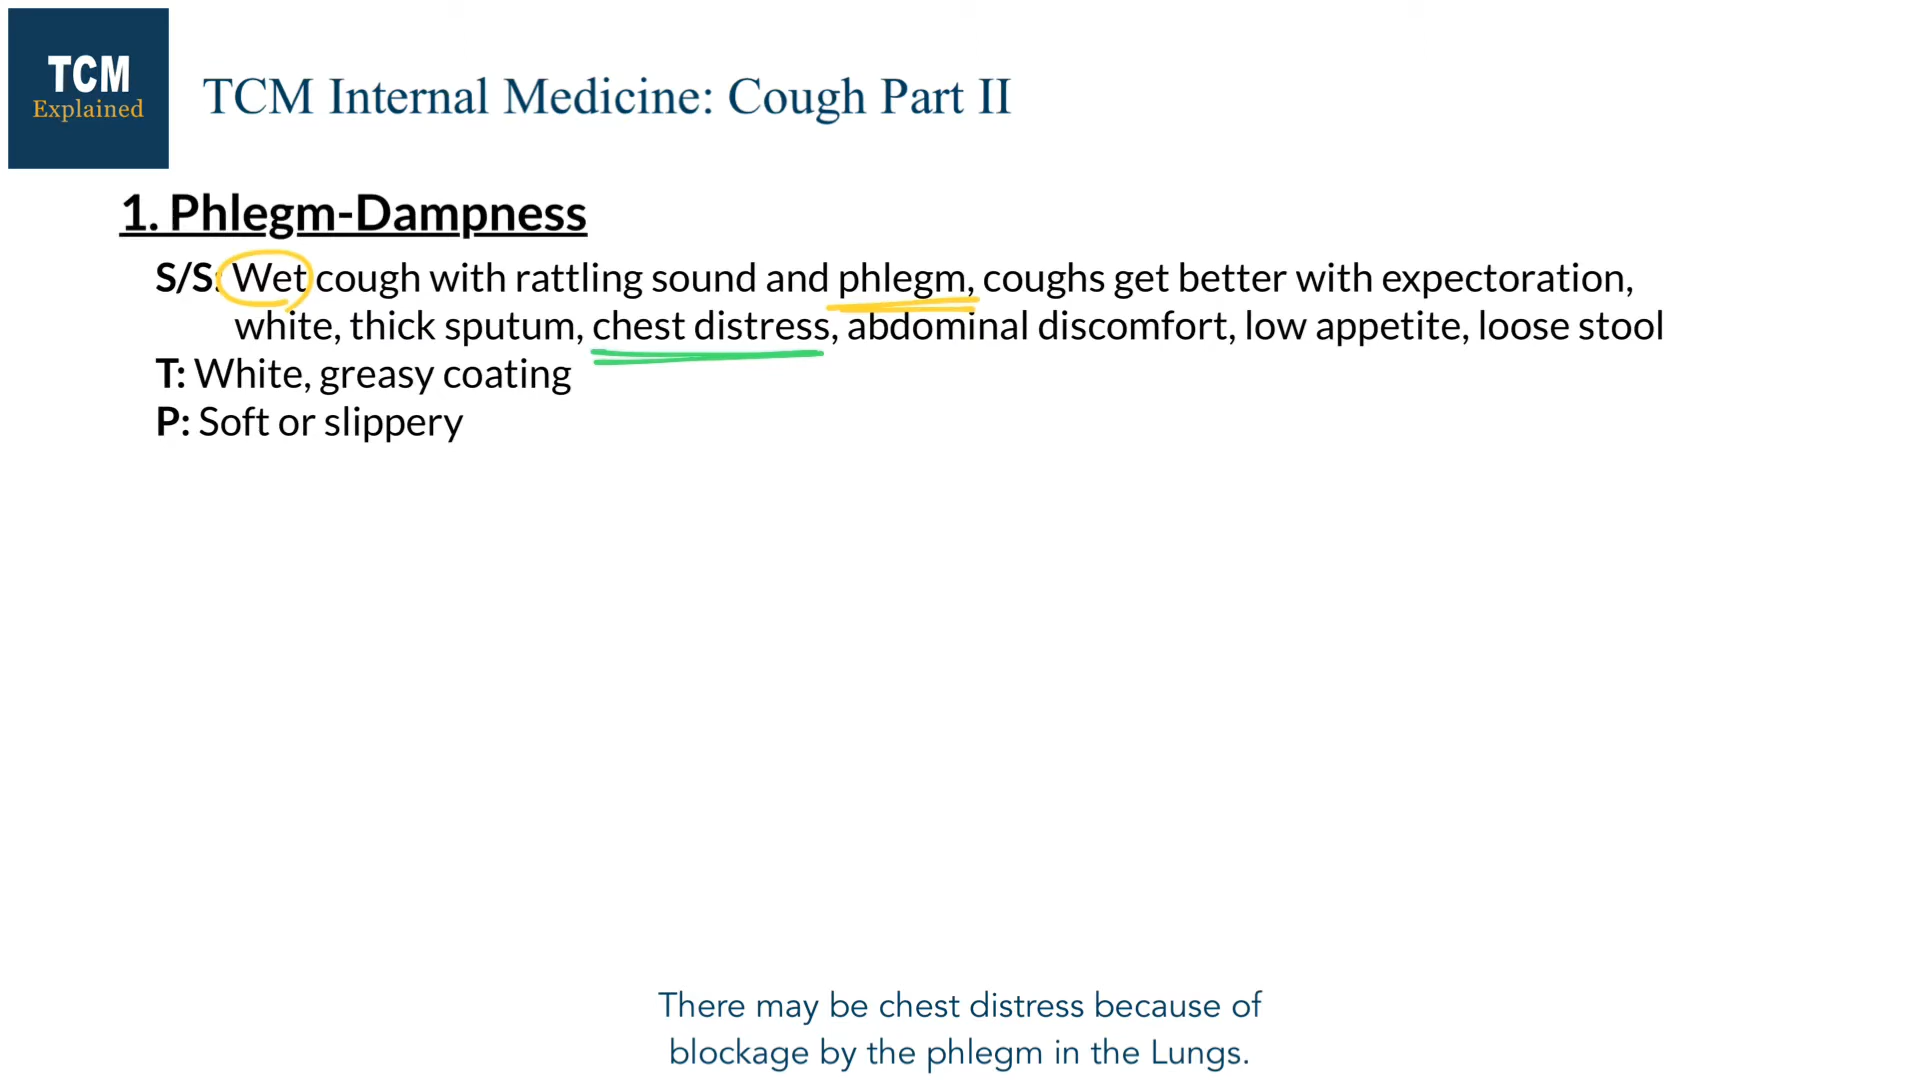 TCM
Explained
TCM Internal Medicine: Cough Part II
1. Phlegm-Dampness
S/S: Wet cough with rattling sound and phlegm, coughs get better with expectoration,
white, thick sputum, chest distress, abdominal discomfort, low appetite, loose stool
T: White, greasy coating
P: Soft or slippery
There may be chest distress because of
blockage by the phlegm in the Lungs.